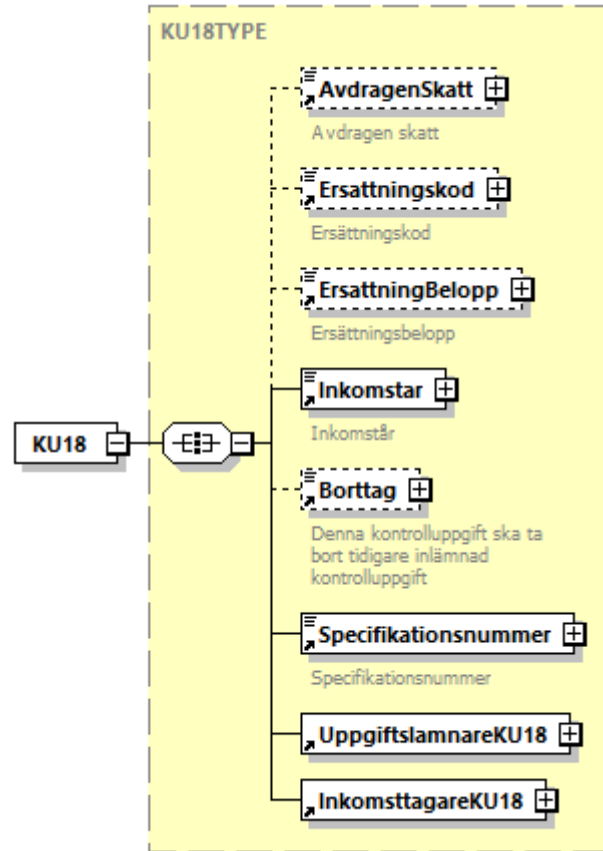 KU18TYPE
AvdragenSkatt
Avdragen skatt
Ersattningskod
Ersättningskod
ErsattningBelopp
Ersättningsbelopp
Inkomstar
Inkomstår
KU18
Borttag
Denna kontrolluppgift ska ta
bort tidigare inlämnad
kontrolluppgift
Specifikationsnummer
Specifikationsnummer
UppgiftslamnareKU18
InkomsttagareKU18